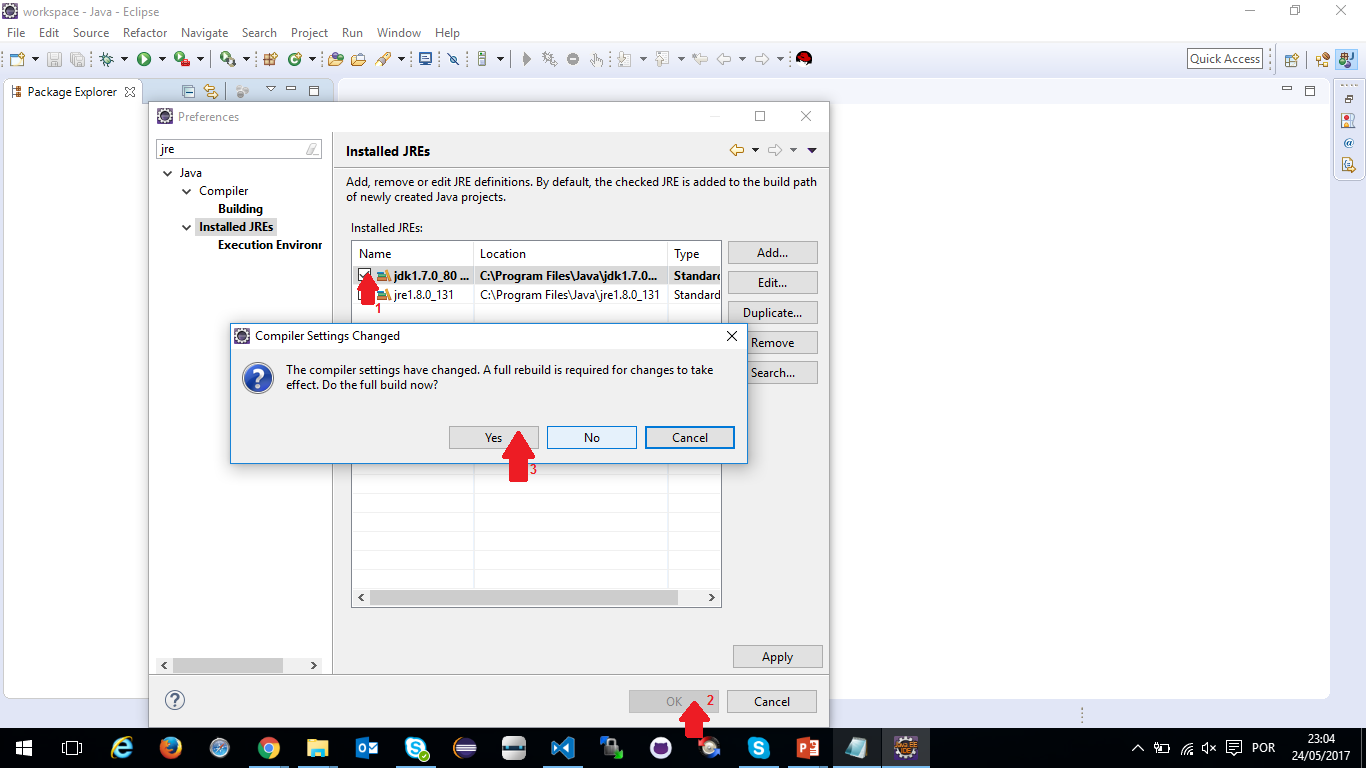 workspace - Java - Eclipse
File Edit Source Refactor Navigate Search Project Run Window Help
Quick Access
Package Explorer
Preferences
jre
Java
Compiler
Building
Installed JREs
Execution Environr
Installed JREs
Add, remove or edit JRE definitions. By default, the checked JRE is added to the build path
of newly created Java projects.
Installed JREs:
Name Location Type
jdk1.7.0_80 ... C:\Program Files\Java\jdk1.7.0... Standard
jre1.8.0_131 C:\Program Files\Java\jre1.8.0_131 Standard
1
Add...
Edit...
Duplicate...
Remove
Search...
Compiler Settings Changed
The compiler settings have changed. A full rebuild is required for changes to take
effect. Do the full build now?
Yes No Cancel
3
Apply
OK 2 Cancel
POR
23:04
24/05/2017